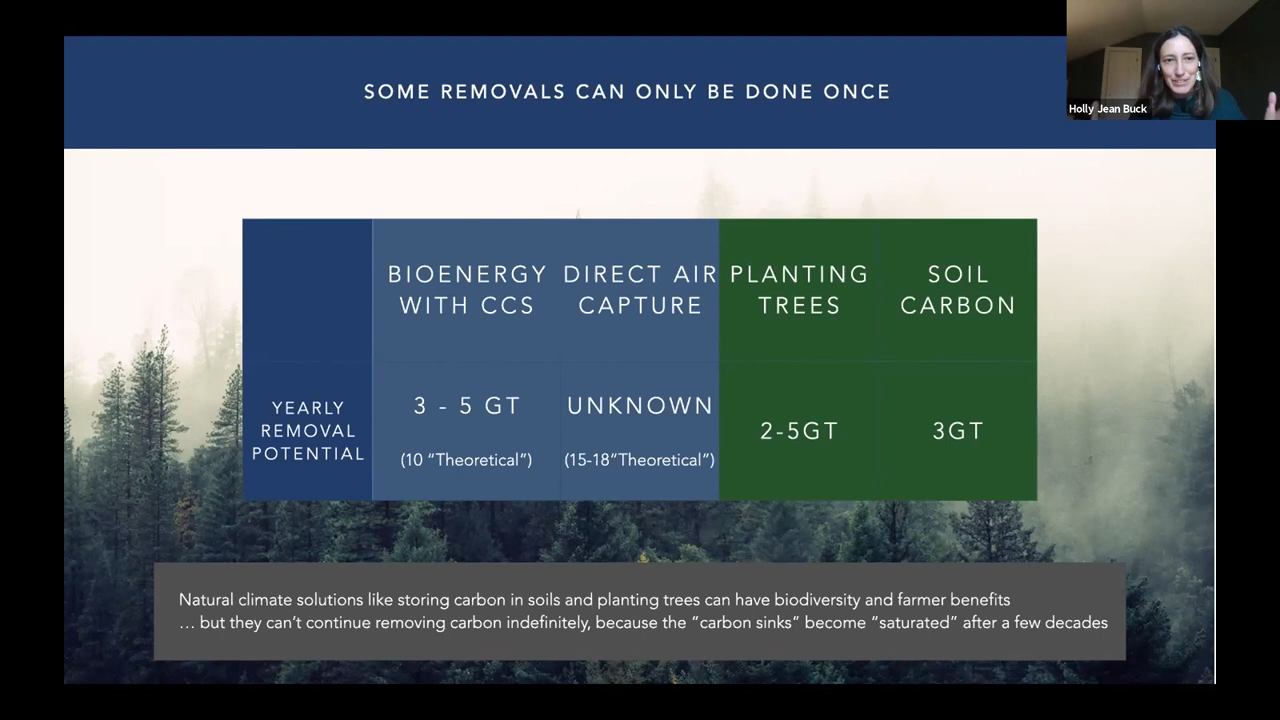 SOME REMOVALS CAN ONLY BE DONE ONCE
Holly Jean Buck
BIOENERGY
WITH CCS
DIRECT AIR
CAPTURE
PLANTING
TREES
SOIL
CARBON
YEARLY
REMOVAL
POTENTIAL
3 - 5 GT
(10 “Theoretical”)
UNKNOWN
(15-18“Theoretical”)
2-5GT
3GT
Natural climate solutions like storing carbon in soils and planting trees can have biodiversity and farmer benefits
… but they can’t continue removing carbon indefinitely, because the “carbon sinks” become “saturated” after a few decades